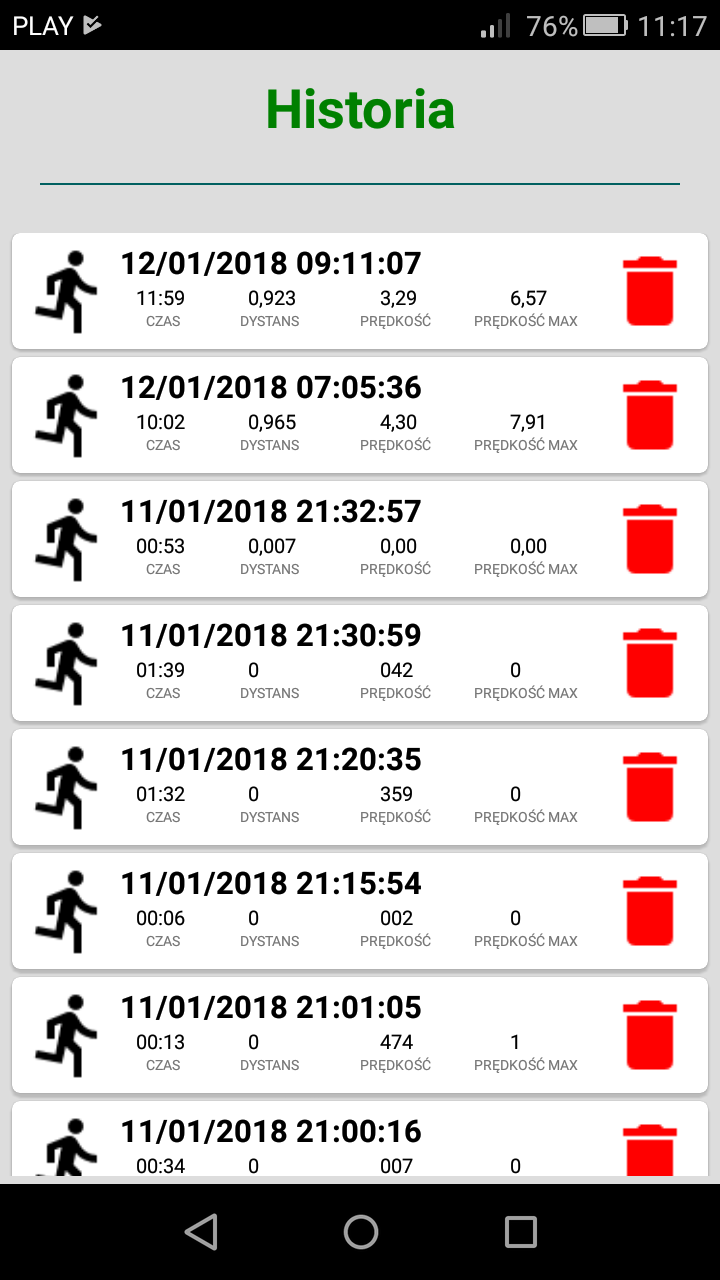 PLAY 76% 11:17
Historia
12/01/2018 09:11:07
11:59 0,923 3,29 6,57
CZAS DYSTANS PRĘDKOŚĆ PRĘDKOŚĆ MAX
12/01/2018 07:05:36
10:02 0,965 4,30 7,91
CZAS DYSTANS PRĘDKOŚĆ PRĘDKOŚĆ MAX
11/01/2018 21:32:57
00:53 0,007 0,00 0,00
CZAS DYSTANS PRĘDKOŚĆ PRĘDKOŚĆ MAX
11/01/2018 21:30:59
01:39 0 042 0
CZAS DYSTANS PRĘDKOŚĆ PRĘDKOŚĆ MAX
11/01/2018 21:20:35
01:32 0 359 0
CZAS DYSTANS PRĘDKOŚĆ PRĘDKOŚĆ MAX
11/01/2018 21:15:54
00:06 0 002 0
CZAS DYSTANS PRĘDKOŚĆ PRĘDKOŚĆ MAX
11/01/2018 21:01:05
00:13 0 474 1
CZAS DYSTANS PRĘDKOŚĆ PRĘDKOŚĆ MAX
11/01/2018 21:00:16
00:34 0 007 0